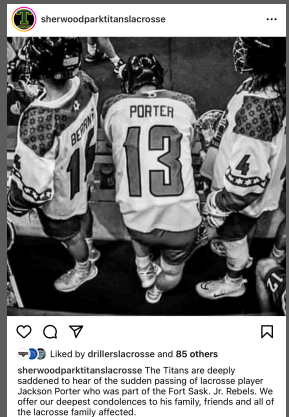 sherwoodparktitanslacrosse
PORTER
13
4
Liked by drillerslacrosse and 85 others
sherwoodparktitanslacrosse The Titans are deeply
saddened to hear of the sudden passing of lacrosse player
Jackson Porter who was part of the Fort Sask. Jr. Rebels. We
offer our deepest condolences to his family, friends and all of
the lacrosse family affected.